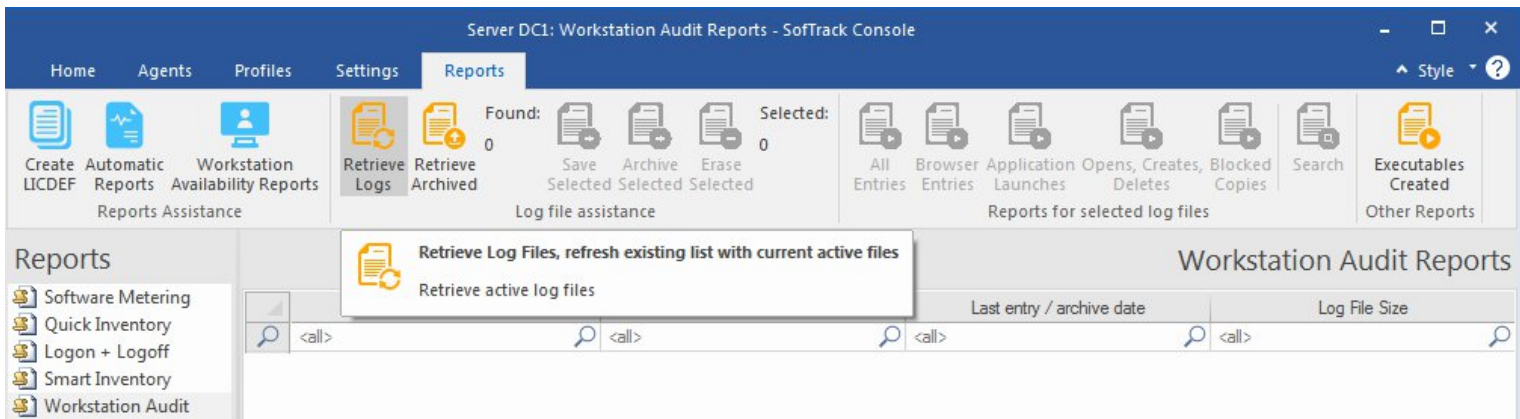 Server DC1: Workstation Audit Reports - SofTrack Console
Home Agents Profiles Settings Reports Style ?
Create LICDEF
Automatic Reports
Workstation Availability Reports
Reports Assistance
Retrieve Logs
Retrieve Archived
Found:
0
Save Selected
Archive Selected
Erase Selected
Selected:
0
Log file assistance
All Entries
Browser Entries
Application Launches
Opens, Creates, Deletes
Blocked Copies
Search
Reports for selected log files
Executables Created
Other Reports
Reports
Software Metering
Quick Inventory
Logon + Logoff
Smart Inventory
Workstation Audit
Retrieve Log Files, refresh existing list with current active files
Retrieve active log files
Workstation Audit Reports
Last entry / archive date Log File Size
<all> <all> <all> <all>